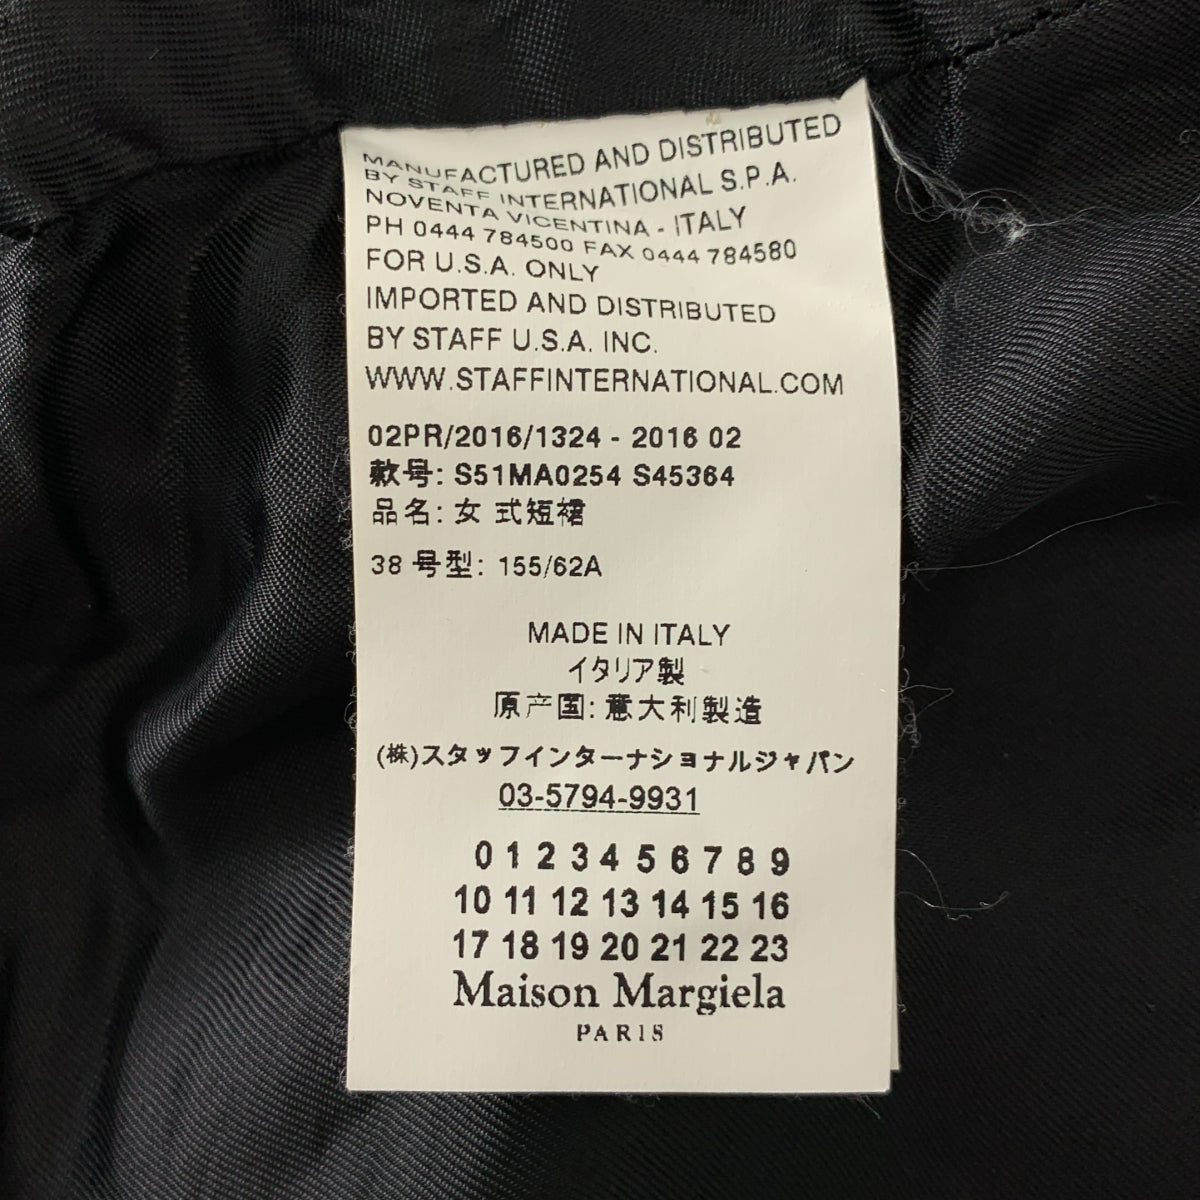 MANUFACTURED AND DISTRIBUTED
BY STAFF INTERNATIONAL S.P.A.
NOVENTA VICENTINA - ITALY
PH 0444 784500 FAX 0444 784580
FOR U.S.A. ONLY
IMPORTED AND DISTRIBUTED
BY STAFF U.S.A. INC.
WWW.STAFFINTERNATIONAL.COM
02PR/2016/1324 - 2016 02
款号: S51MA0254 S45364
品名: 女 式短裙
38 号型: 155/62A
MADE IN ITALY
イタリア製
原产国: 意大利製造
(株)スタッフインターナショナルジャパン
03-5794-9931
0 1 2 3 4 5 6 7 8 9
10 11 12 13 14 15 16
17 18 19 20 21 22 23
Maison Margiela
PARIS